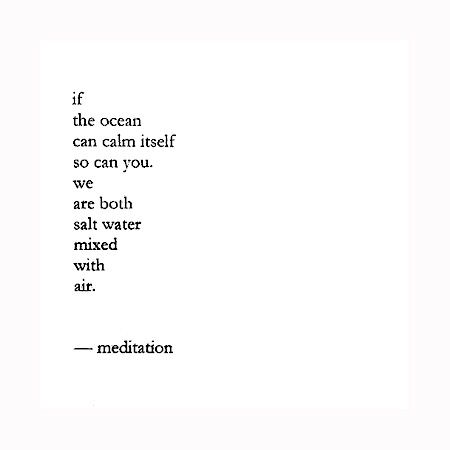 if
the ocean
can calm itself
so can you.
we
are both
salt water
mixed
with
air.
— meditation